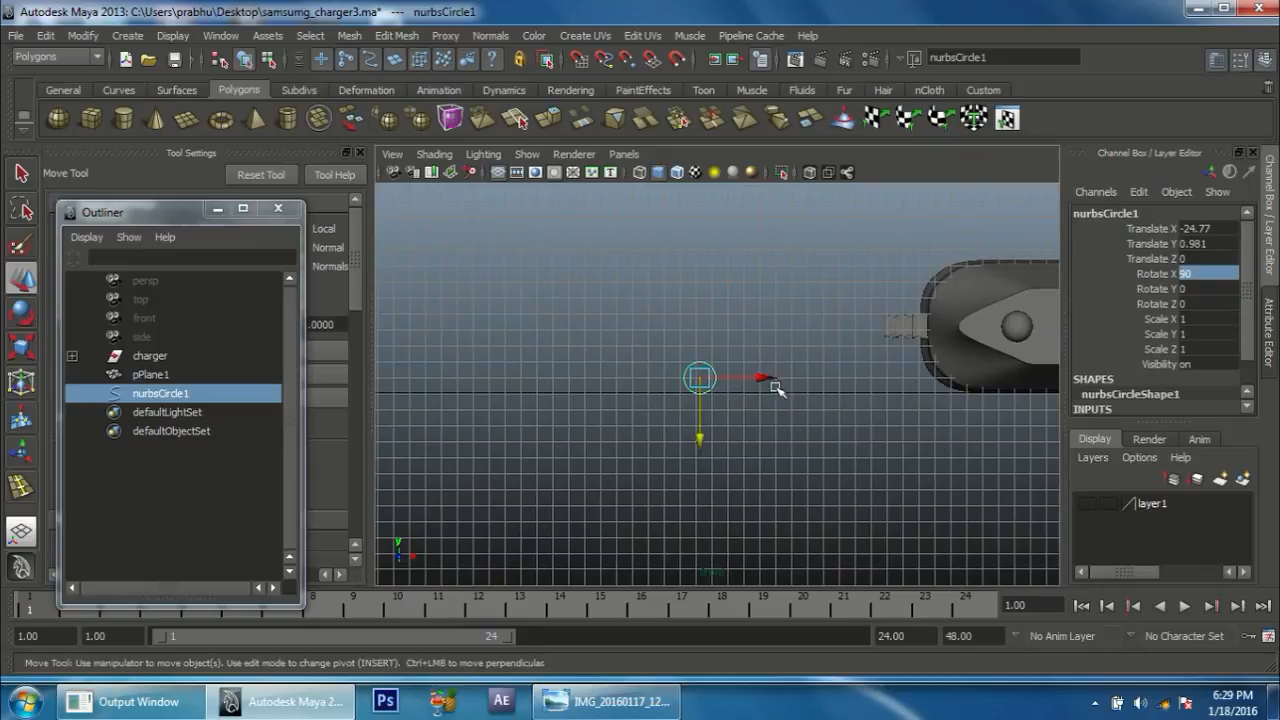 Autodesk Maya 2013: C:\Users\prabhu\Desktop\samsumg_charger3.ma* --- nurbsCircle1
File Edit Modify Create Display Window Assets Select Mesh Edit Mesh Proxy Normals Color Create UVs Edit UVs Muscle Pipeline Cache Help
Polygons nurbsCircle1
General Curves Surfaces Polygons Subdivs Deformation Animation Dynamics Rendering PaintEffects Toon Muscle Fluids Fur Hair nCloth Custom
Tool Settings
Move Tool Reset Tool Tool Help
Outliner
Display Show Help
persp
top
front
side
charger
pPlane1
nurbsCircle1
defaultLightSet
defaultObjectSet
Local
Normal
Normals
.0000
View Shading Lighting Show Renderer Panels
y
Channel Box / Layer Editor
Channels Edit Object Show
nurbsCircle1
Translate X -24.77
Translate Y 0.981
Translate Z 0
Rotate X 90
Rotate Y 0
Rotate Z 0
Scale X 1
Scale Y 1
Scale Z 1
Visibility on
SHAPES
nurbsCircleShape1
INPUTS
Display Render Anim
Layers Options Help
layer1
Channel Box / Layer Editor
Attribute Editor
1 8 9 10 11 12 13 14 15 16 17 18 19 20 21 22 23 24
1 1.00
1.00 1.00 1 24 24.00 48.00 No Anim Layer No Character Set
Move Tool: Use manipulator to move object(s). Use edit mode to change pivot (INSERT). Ctrl+LMB to move perpendicular.
Output Window Autodesk Maya 2... Ps Ae IMG_20160117_12...
6:29 PM
1/18/2016